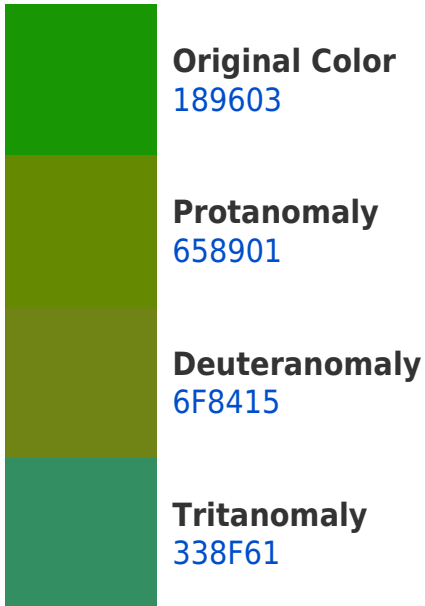 Original Color
189603
Protanomaly
658901
Deuteranomaly
6F8415
Tritanomaly
338F61